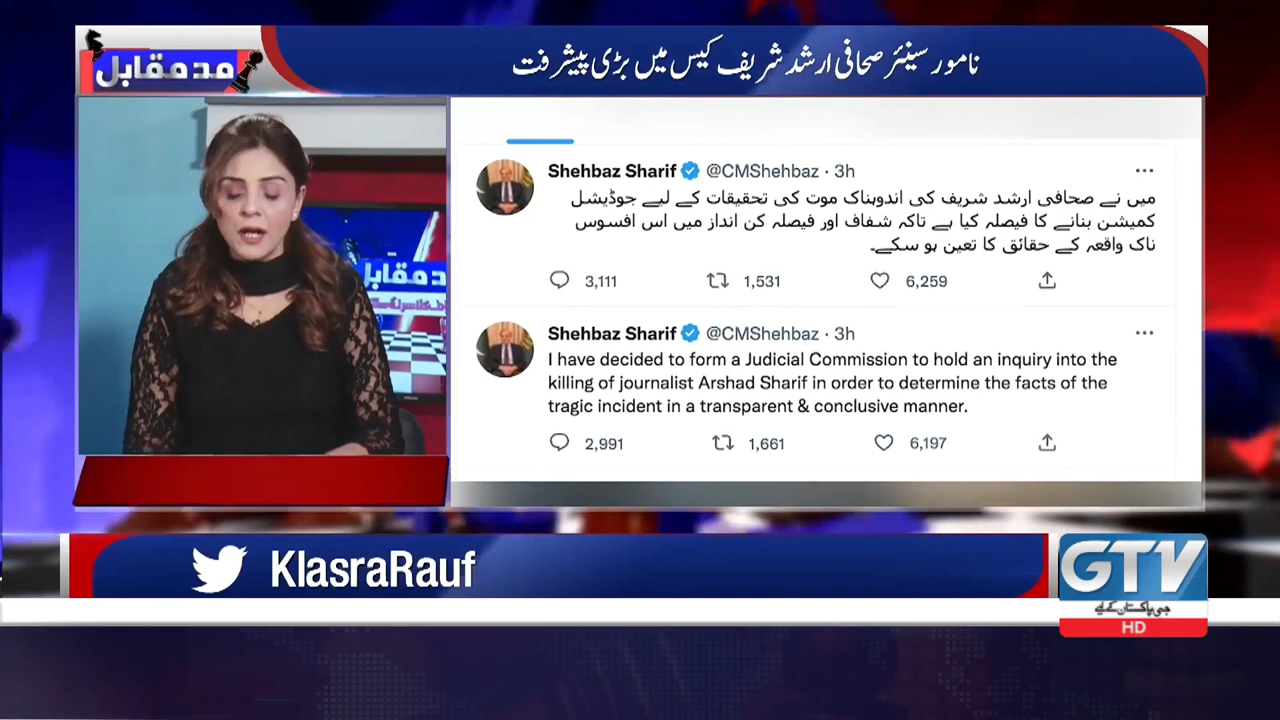 نامور سینئر صحافی ارشد شریف کیس میں بڑی پیشرفت
مدمقابل
Shehbaz Sharif @CMShehbaz · 3h
میں نے صحافی ارشد شریف کی اندوہناک موت کی تحقیقات کے لیے جوڈیشل
کمیشن بنانے کا فیصلہ کیا ہے تاکہ شفاف اور فیصلہ کن انداز میں اس افسوس
ناک واقعہ کے حقائق کا تعین ہو سکے۔
3,111 1,531 6,259
مدمقابل
Shehbaz Sharif @CMShehbaz · 3h
I have decided to form a Judicial Commission to hold an inquiry into the
killing of journalist Arshad Sharif in order to determine the facts of the
tragic incident in a transparent & conclusive manner.
2,991 1,661 6,197
KlasraRauf
GTV
جی پاکستان کے لیے
HD